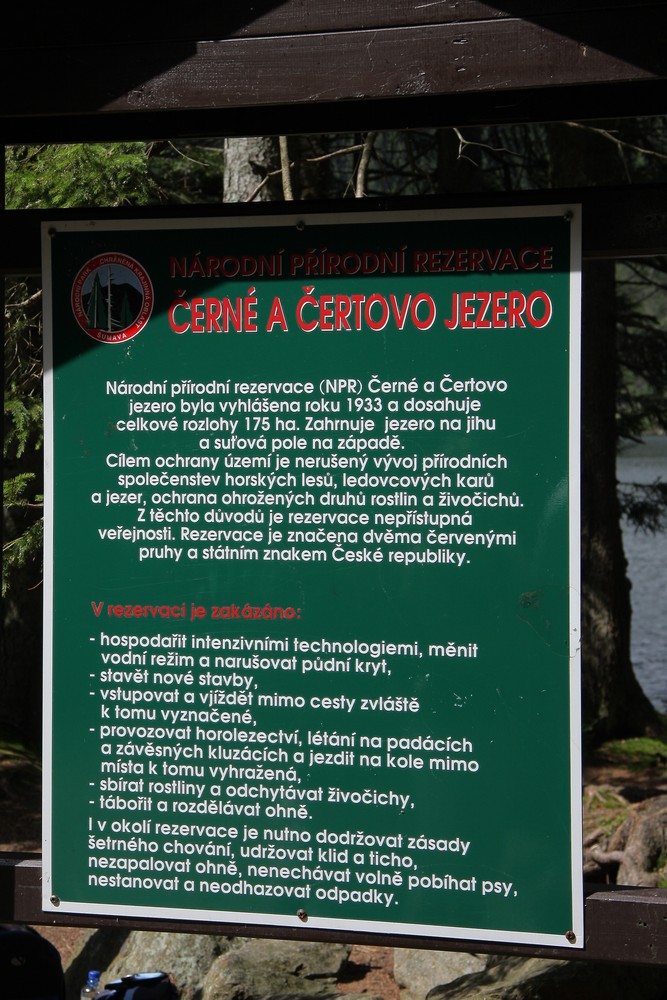 NÁRODNÍ PARK • CHRÁNĚNÁ KRAJINNÁ OBLAST
ŠUMAVA
NÁRODNÍ PŘÍRODNÍ REZERVACE
ČERNÉ A ČERTOVO JEZERO
Národní přírodní rezervace (NPR) Černé a Čertovo
jezero byla vyhlášena roku 1933 a dosahuje
celkové rozlohy 175 ha. Zahrnuje jezero na jihu
a suťová pole na západě.
Cílem ochrany území je nerušený vývoj přírodních
společenstev horských lesů, ledovcových karů
a jezer, ochrana ohrožených druhů rostlin a živočichů.
Z těchto důvodů je rezervace nepřístupná
veřejnosti. Rezervace je značena dvěma červenými
pruhy a státním znakem České republiky.
V rezervaci je zakázáno:
- hospodařit intenzivními technologiemi, měnit
vodní režim a narušovat půdní kryt,
- stavět nové stavby,
- vstupovat a vjíždět mimo cesty zvláště
k tomu vyznačené,
- provozovat horolezectví, létání na padácích
a závěsných kluzácích a jezdit na kole mimo
místa k tomu vyhražená,
- sbírat rostliny a odchytávat živočichy,
- tábořit a rozdělávat ohně.
I v okolí rezervace je nutno dodržovat zásady
šetrného chování, udržovat klid a ticho,
nezapalovat ohně, nenechávat volně pobíhat psy,
nestanovat a neodhazovat odpadky.